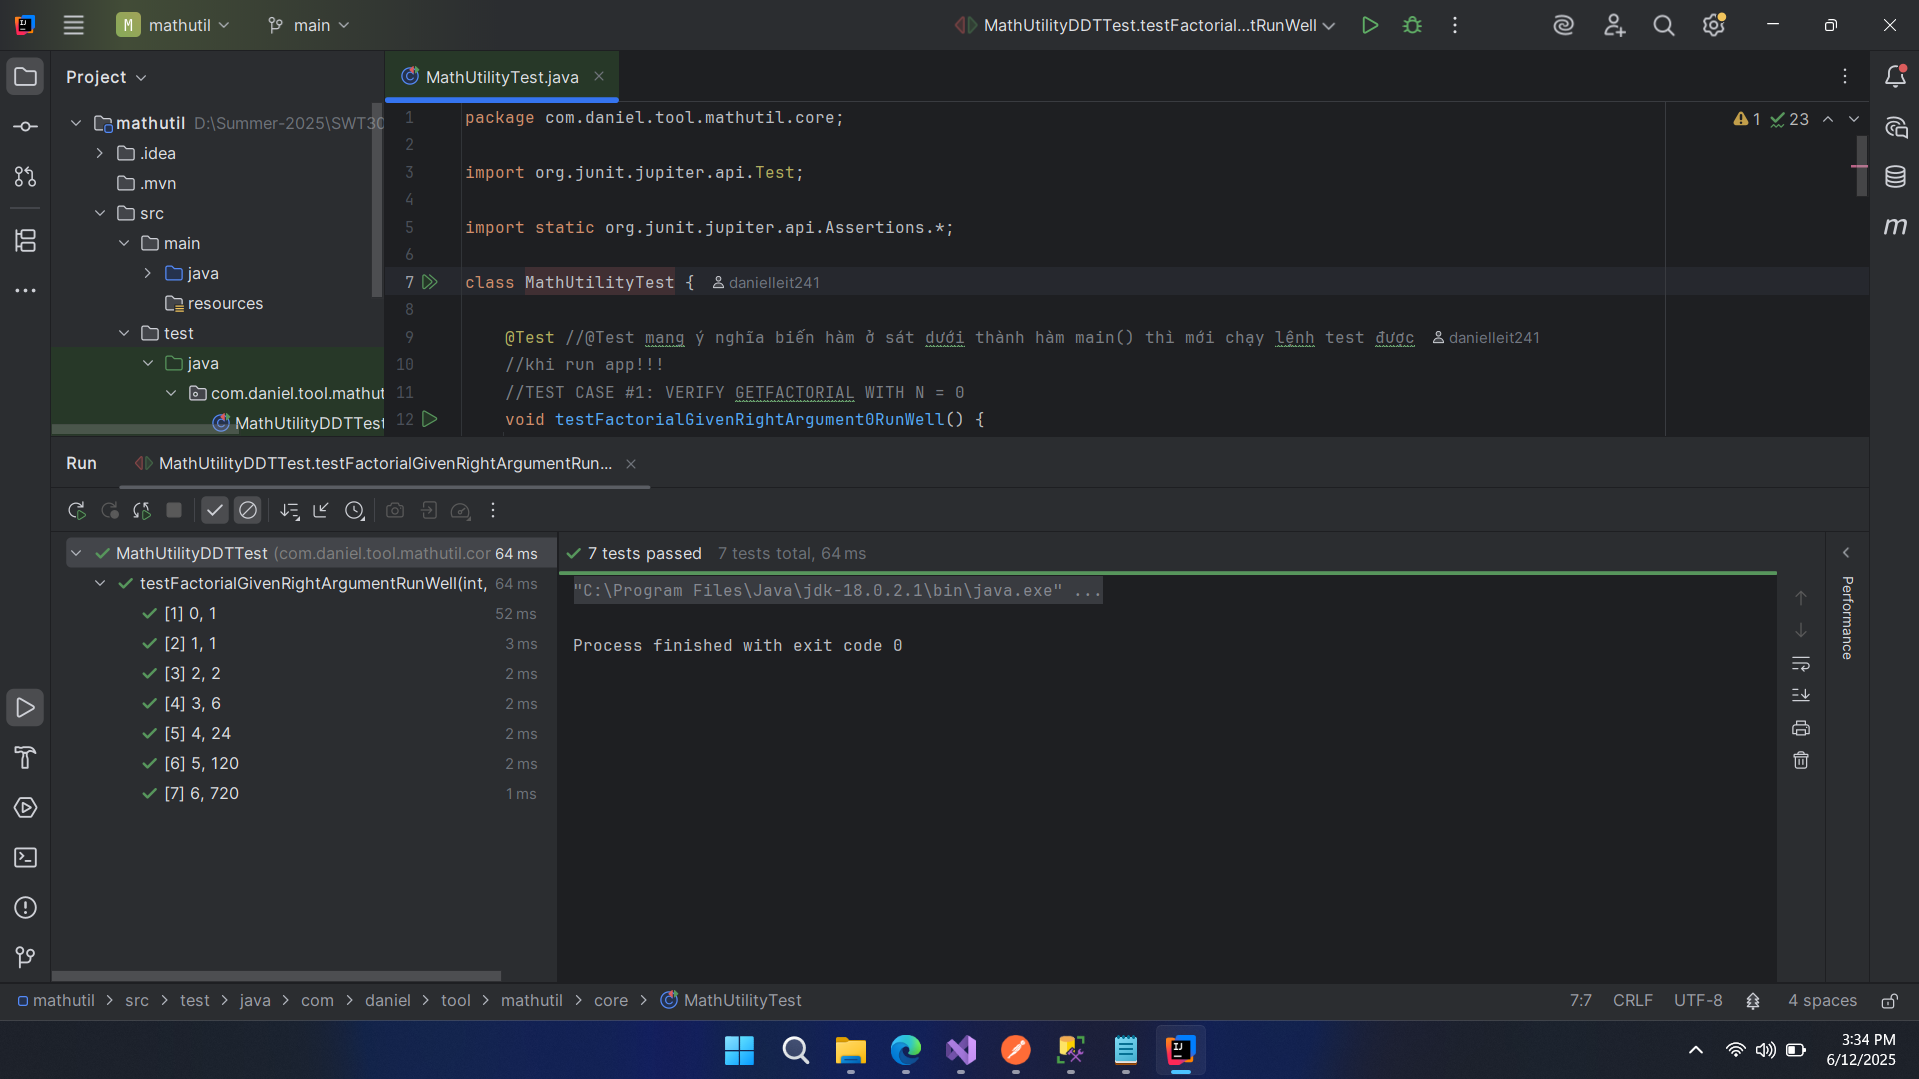 M mathutil
main
MathUtilityDDTTest.testFactorial...tRunWell
Project
MathUtilityTest.java
mathutil D:\Summer-2025\SWT30
.idea
.mvn
src
main
java
resources
test
java
com.daniel.tool.mathut
MathUtilityDDTTest
1 package com.daniel.tool.mathutil.core;
2
3 import org.junit.jupiter.api.Test;
4
5 import static org.junit.jupiter.api.Assertions.*;
6
7 class MathUtilityTest { danielleit241
8
9 @Test //@Test mang ý nghĩa biến hàm ở sát dưới thành hàm main() thì mới chạy lệnh test được danielleit241
10 //khi run app!!!
11 //TEST CASE #1: VERIFY GETFACTORIAL WITH N = 0
12 void testFactorialGivenRightArgument0RunWell() {
1 23
m
Run
MathUtilityDDTTest.testFactorialGivenRightArgumentRun...
MathUtilityDDTTest (com.daniel.tool.mathutil.cor 64 ms
testFactorialGivenRightArgumentRunWell(int, 64 ms
[1] 0, 1 52 ms
[2] 1, 1 3 ms
[3] 2, 2 2 ms
[4] 3, 6 2 ms
[5] 4, 24 2 ms
[6] 5, 120 2 ms
[7] 6, 720 1 ms
7 tests passed 7 tests total, 64 ms
"C:\Program Files\Java\jdk-18.0.2.1\bin\java.exe" ...
Process finished with exit code 0
Performance
mathutil > src > test > java > com > daniel > tool > mathutil > core > MathUtilityTest
7:7 CRLF UTF-8 4 spaces
3:34 PM
6/12/2025